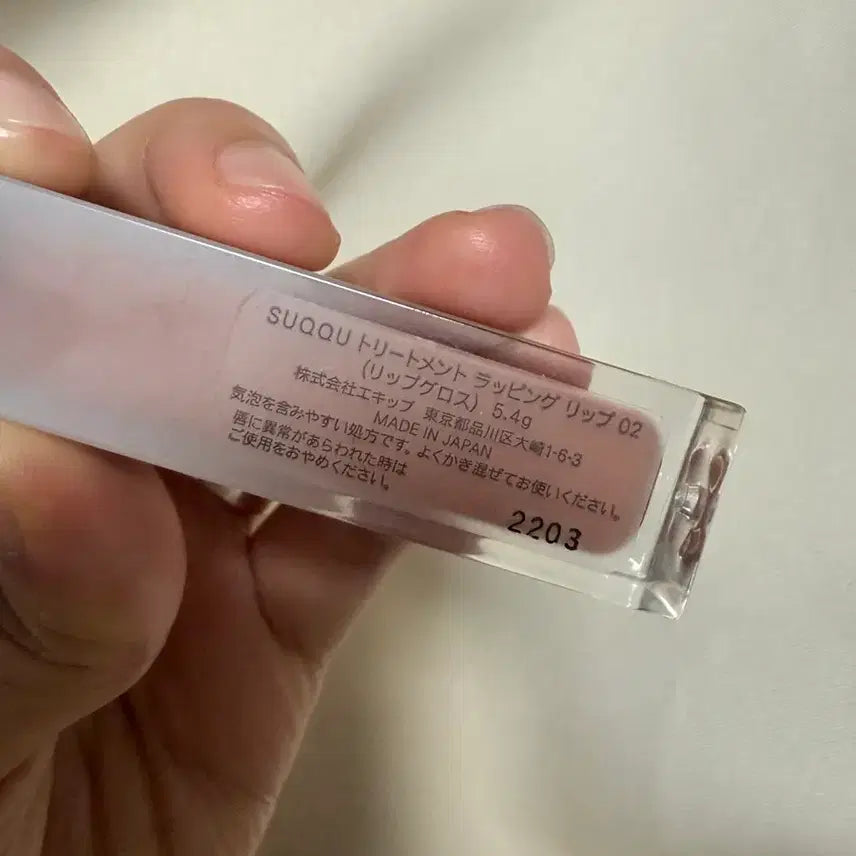 SUQQU トリートメント ラッピング リップ 02
(リップグロス) 5.4g
株式会社エキップ 東京都品川区大崎1-6-3
MADE IN JAPAN
気泡を含みやすい処方です。よくかき混ぜてお使いください。
唇に異常があらわれた時は
ご使用をおやめください。
2203